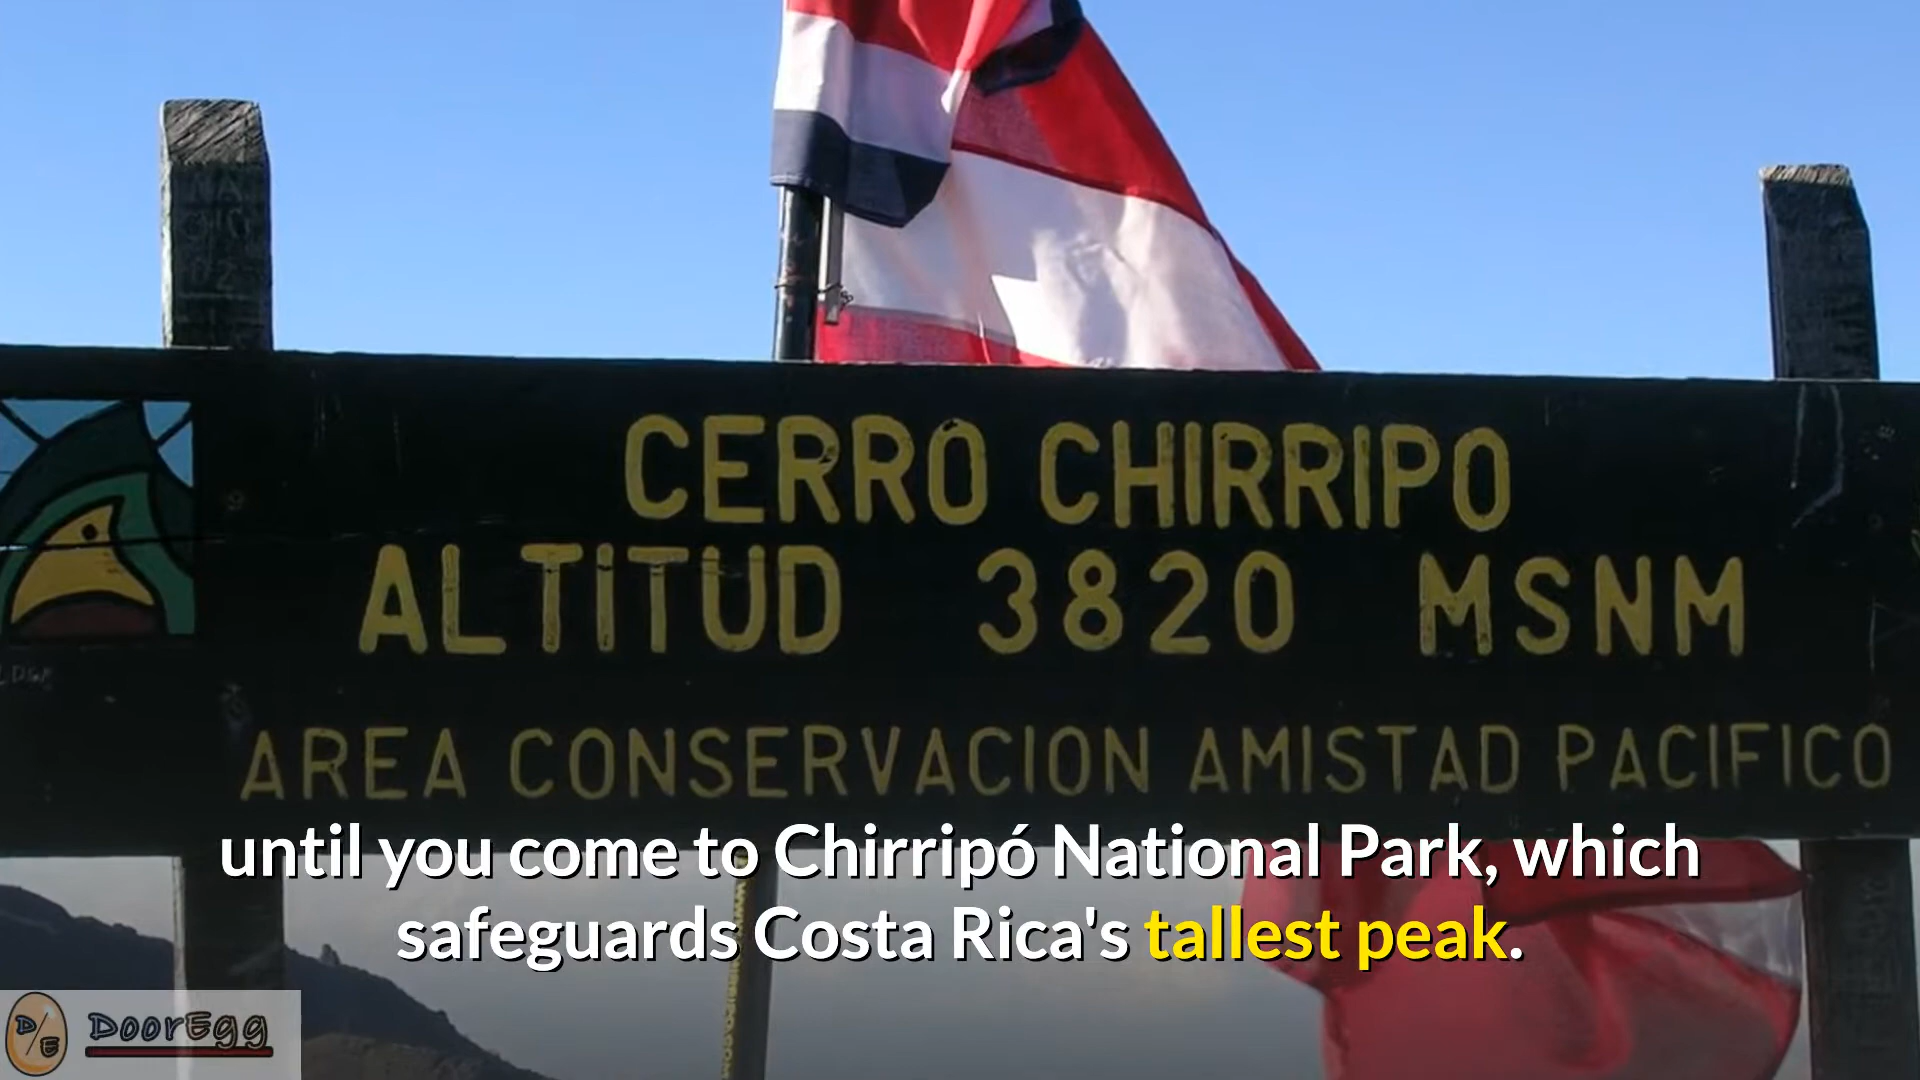 CERRO CHIRRIPO
ALTITUD 3820 MSNM
AREA CONSERVACION AMISTAD PACIFICO
until you come to Chirripó National Park, which
safeguards Costa Rica's tallest peak.
D/E DoorEgg